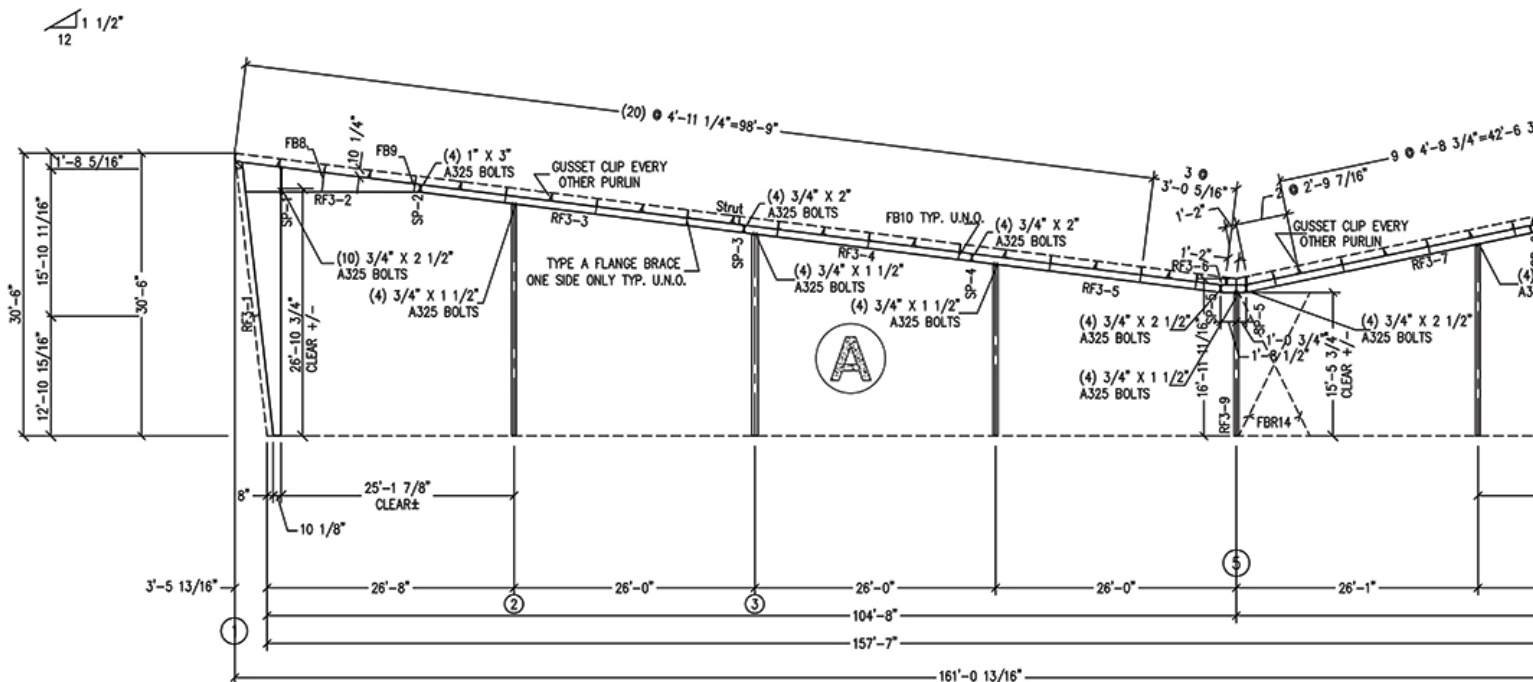 1 1/2"
12
(20) @ 4'-11 1/4"=98'-9"
9 @ 4'-8 3/4"=42'-6 3
3 @
3'-0 5/16"
@ 2'-9 7/16"
1'-2"
1'-2"
30'-6"
1'-8 5/16"
15'-10 11/16"
12'-10 15/16"
30'-6"
FB8
10 1/4"
FB9
(4) 1" X 3"
A325 BOLTS
GUSSET CLIP EVERY
OTHER PURLIN
RF3-2
SP-2
RF3-3
Strut
(4) 3/4" X 2"
A325 BOLTS
FB10 TYP. U.N.O.
(4) 3/4" X 2"
A325 BOLTS
GUSSET CLIP EVERY
OTHER PURLIN
RF3-6
RF3-7
(10) 3/4" X 2 1/2"
A325 BOLTS
TYPE A FLANGE BRACE
ONE SIDE ONLY TYP. U.N.O.
SP-3
RF3-4
SP-4
RF3-5
(4) 3/4" X 1 1/2"
A325 BOLTS
(4) 3/4" X 1 1/2"
A325 BOLTS
(4) 3/4" X 1 1/2"
A325 BOLTS
RF3-1
26'-10 3/4"
CLEAR +/-
A
(4) 3/4" X 2 1/2"
A325 BOLTS
SP-5
1'-0 3/4"
1'-8 1/2"
(4) 3/4" X 2 1/2"
A325 BOLTS
(4) 3/4" X 1 1/2"
A325 BOLTS
16'-11 11/16"
15'-5 3/4"
CLEAR +/-
RF3-9
FBR14
8"
25'-1 7/8"
CLEAR±
10 1/8"
3'-5 13/16"
26'-8"
26'-0"
26'-0"
26'-0"
26'-1"
1
2
3
5
104'-8"
157'-7"
161'-0 13/16"